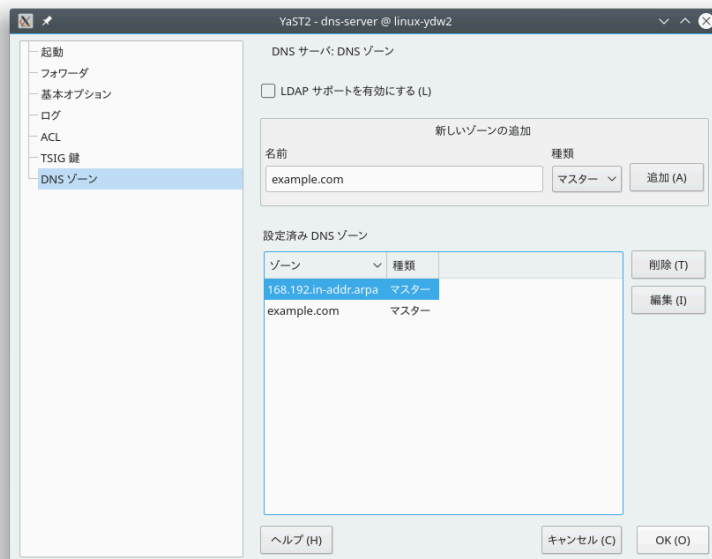 YaST2 - dns-server @ linux-ydw2
起動
フォワーダ
基本オプション
ログ
ACL
TSIG 鍵
DNS ゾーン
DNS サーバ: DNS ゾーン
LDAP サポートを有効にする (L)
新しいゾーンの追加
名前 種類
example.com マスター 追加 (A)
設定済み DNS ゾーン
ゾーン 種類
168.192.in-addr.arpa マスター
example.com マスター
削除 (T)
編集 (I)
ヘルプ (H) キャンセル (C) OK (O)